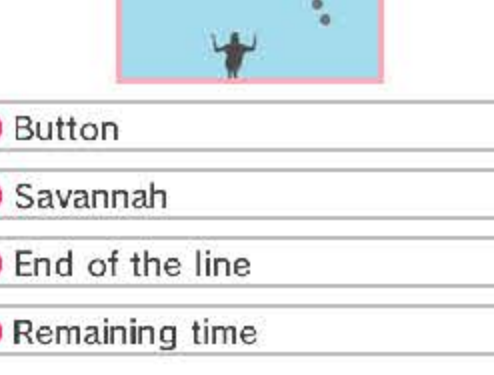 Button
Savannah
End of the line
Remaining time